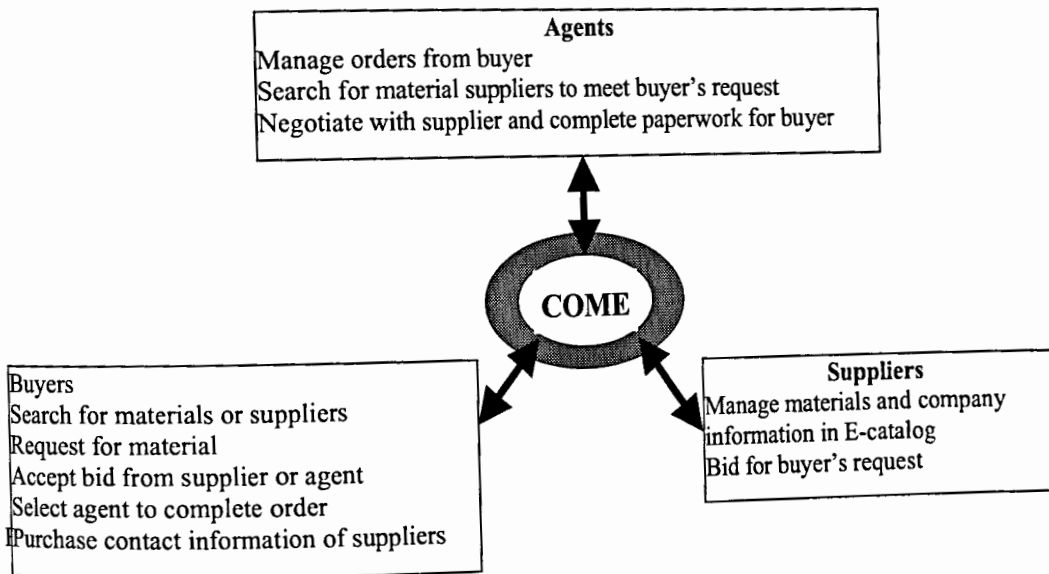 Agents
Manage orders from buyer
Search for material suppliers to meet buyer's request
Negotiate with supplier and complete paperwork for buyer
COME
Buyers
Search for materials or suppliers
Request for material
Accept bid from supplier or agent
Select agent to complete order
Purchase contact information of suppliers
Suppliers
Manage materials and company
information in E-catalog
Bid for buyer's request